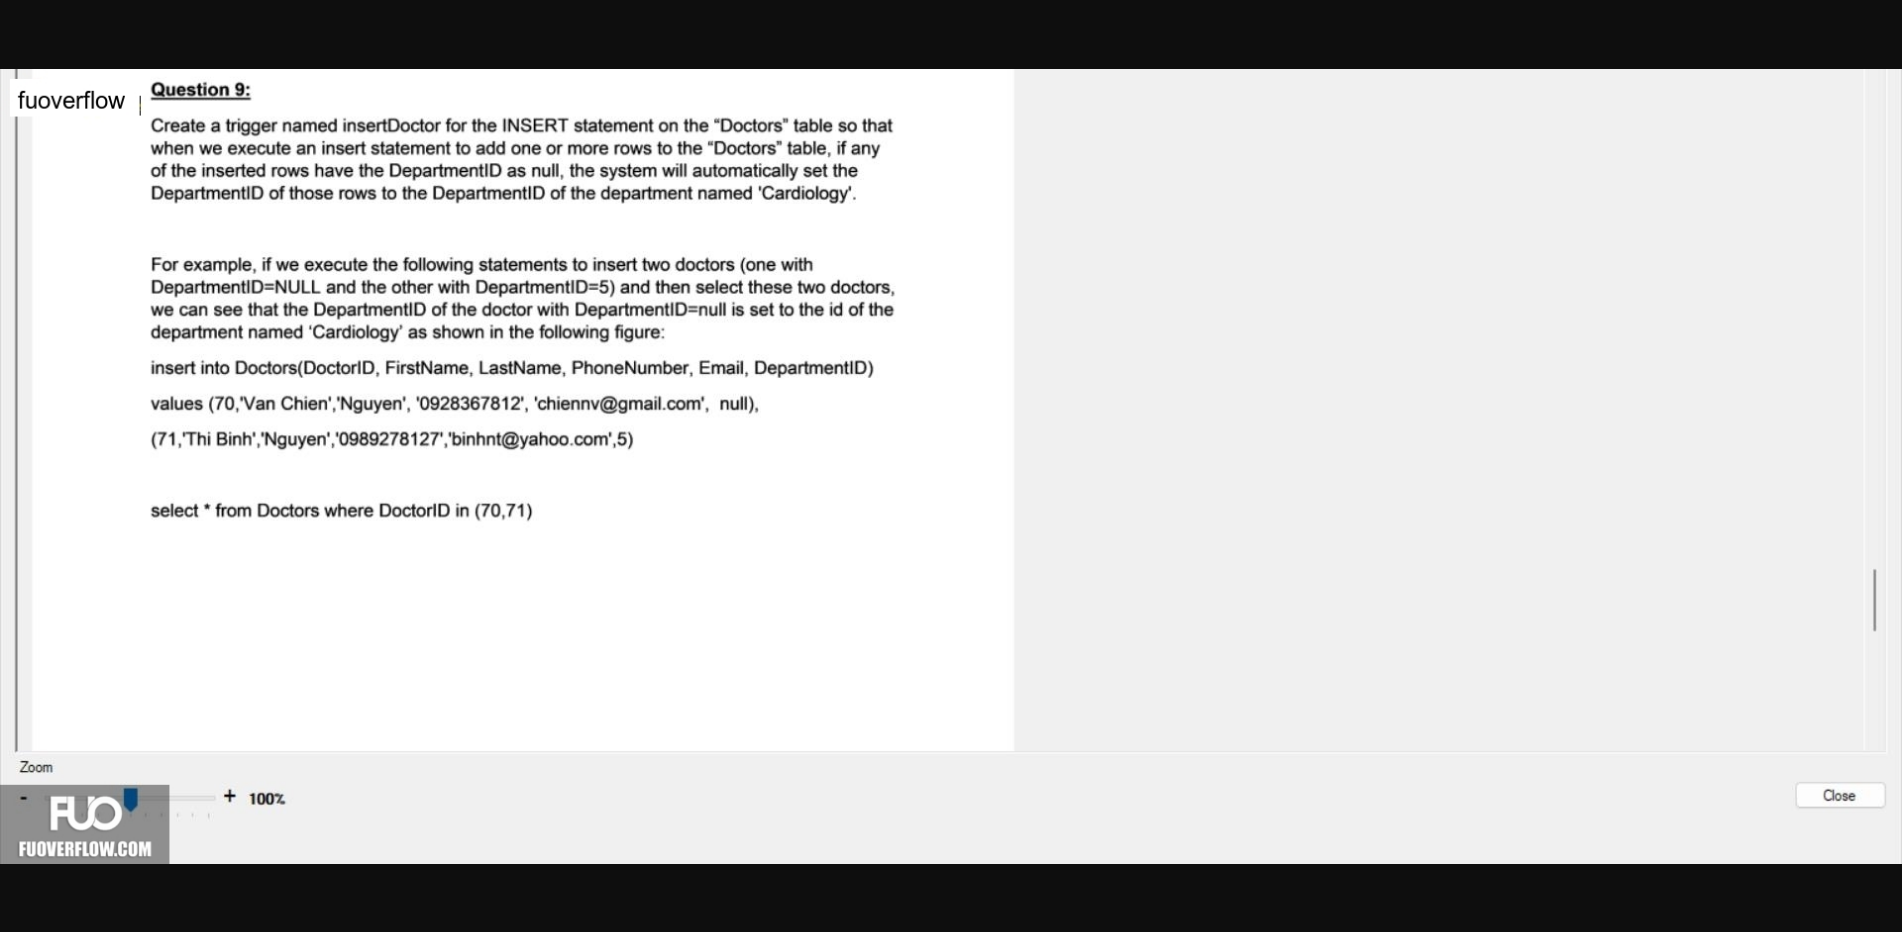 fuoverflow
Question 9:
Create a trigger named insertDoctor for the INSERT statement on the “Doctors” table so that
when we execute an insert statement to add one or more rows to the “Doctors” table, if any
of the inserted rows have the DepartmentID as null, the system will automatically set the
DepartmentID of those rows to the DepartmentID of the department named 'Cardiology'.
For example, if we execute the following statements to insert two doctors (one with
DepartmentID=NULL and the other with DepartmentID=5) and then select these two doctors,
we can see that the DepartmentID of the doctor with DepartmentID=null is set to the id of the
department named ‘Cardiology’ as shown in the following figure:
insert into Doctors(DoctorID, FirstName, LastName, PhoneNumber, Email, DepartmentID)
values (70,'Van Chien','Nguyen', '0928367812', 'chiennv@gmail.com', null),
(71,'Thi Binh','Nguyen','0989278127','binhnt@yahoo.com',5)
select * from Doctors where DoctorID in (70,71)
Zoom
- + 100%
Close
FUO
FUOVERFLOW.COM